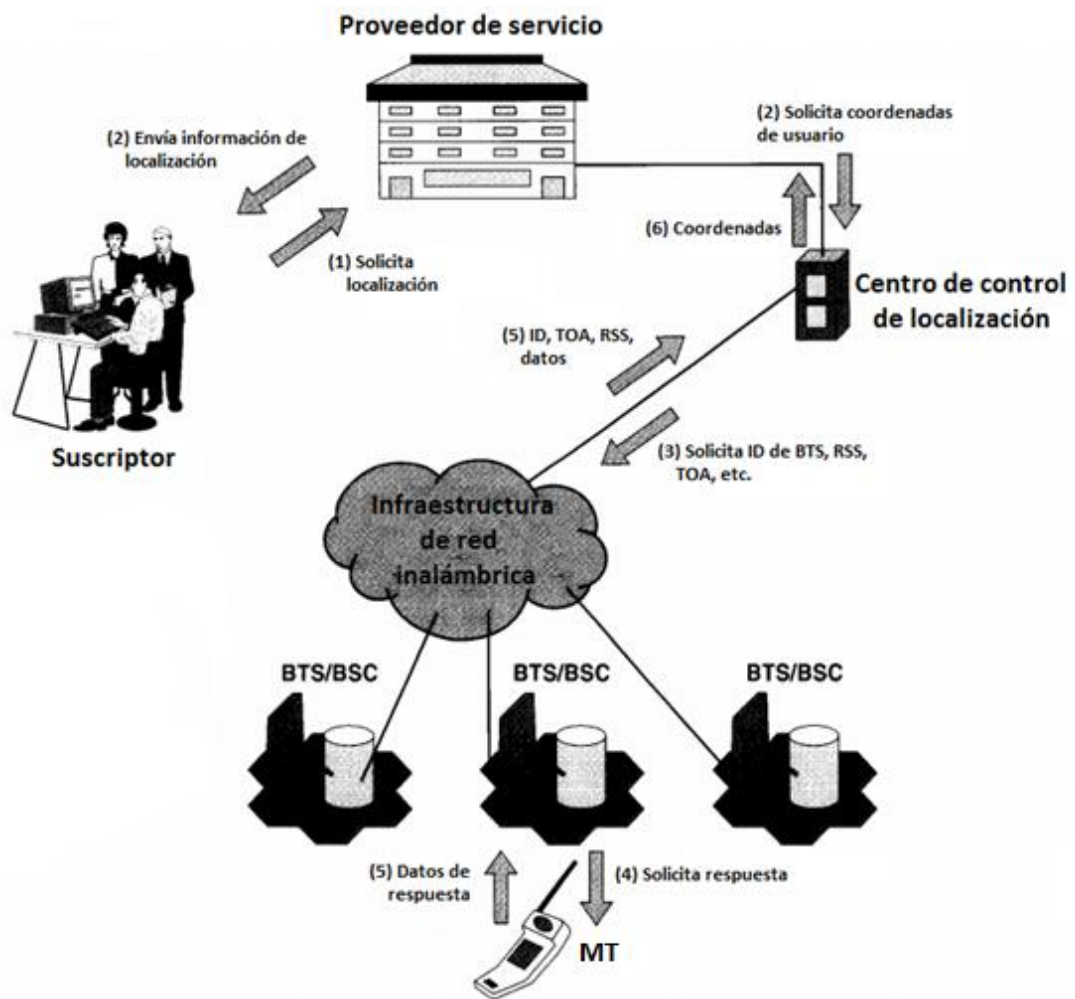 Proveedor de servicio
(2) Solicita coordenadas
de usuario
(2) Envía información de
localización
(6) Coordenadas
(1) Solicita
localización
Centro de control
de localización
(5) ID, TOA, RSS,
datos
Suscriptor
(3) Solicita ID de BTS, RSS,
TOA, etc.
Infraestructura
de red
inalámbrica
BTS/BSC
BTS/BSC
BTS/BSC
(5) Datos de
respuesta
(4) Solicita respuesta
MT